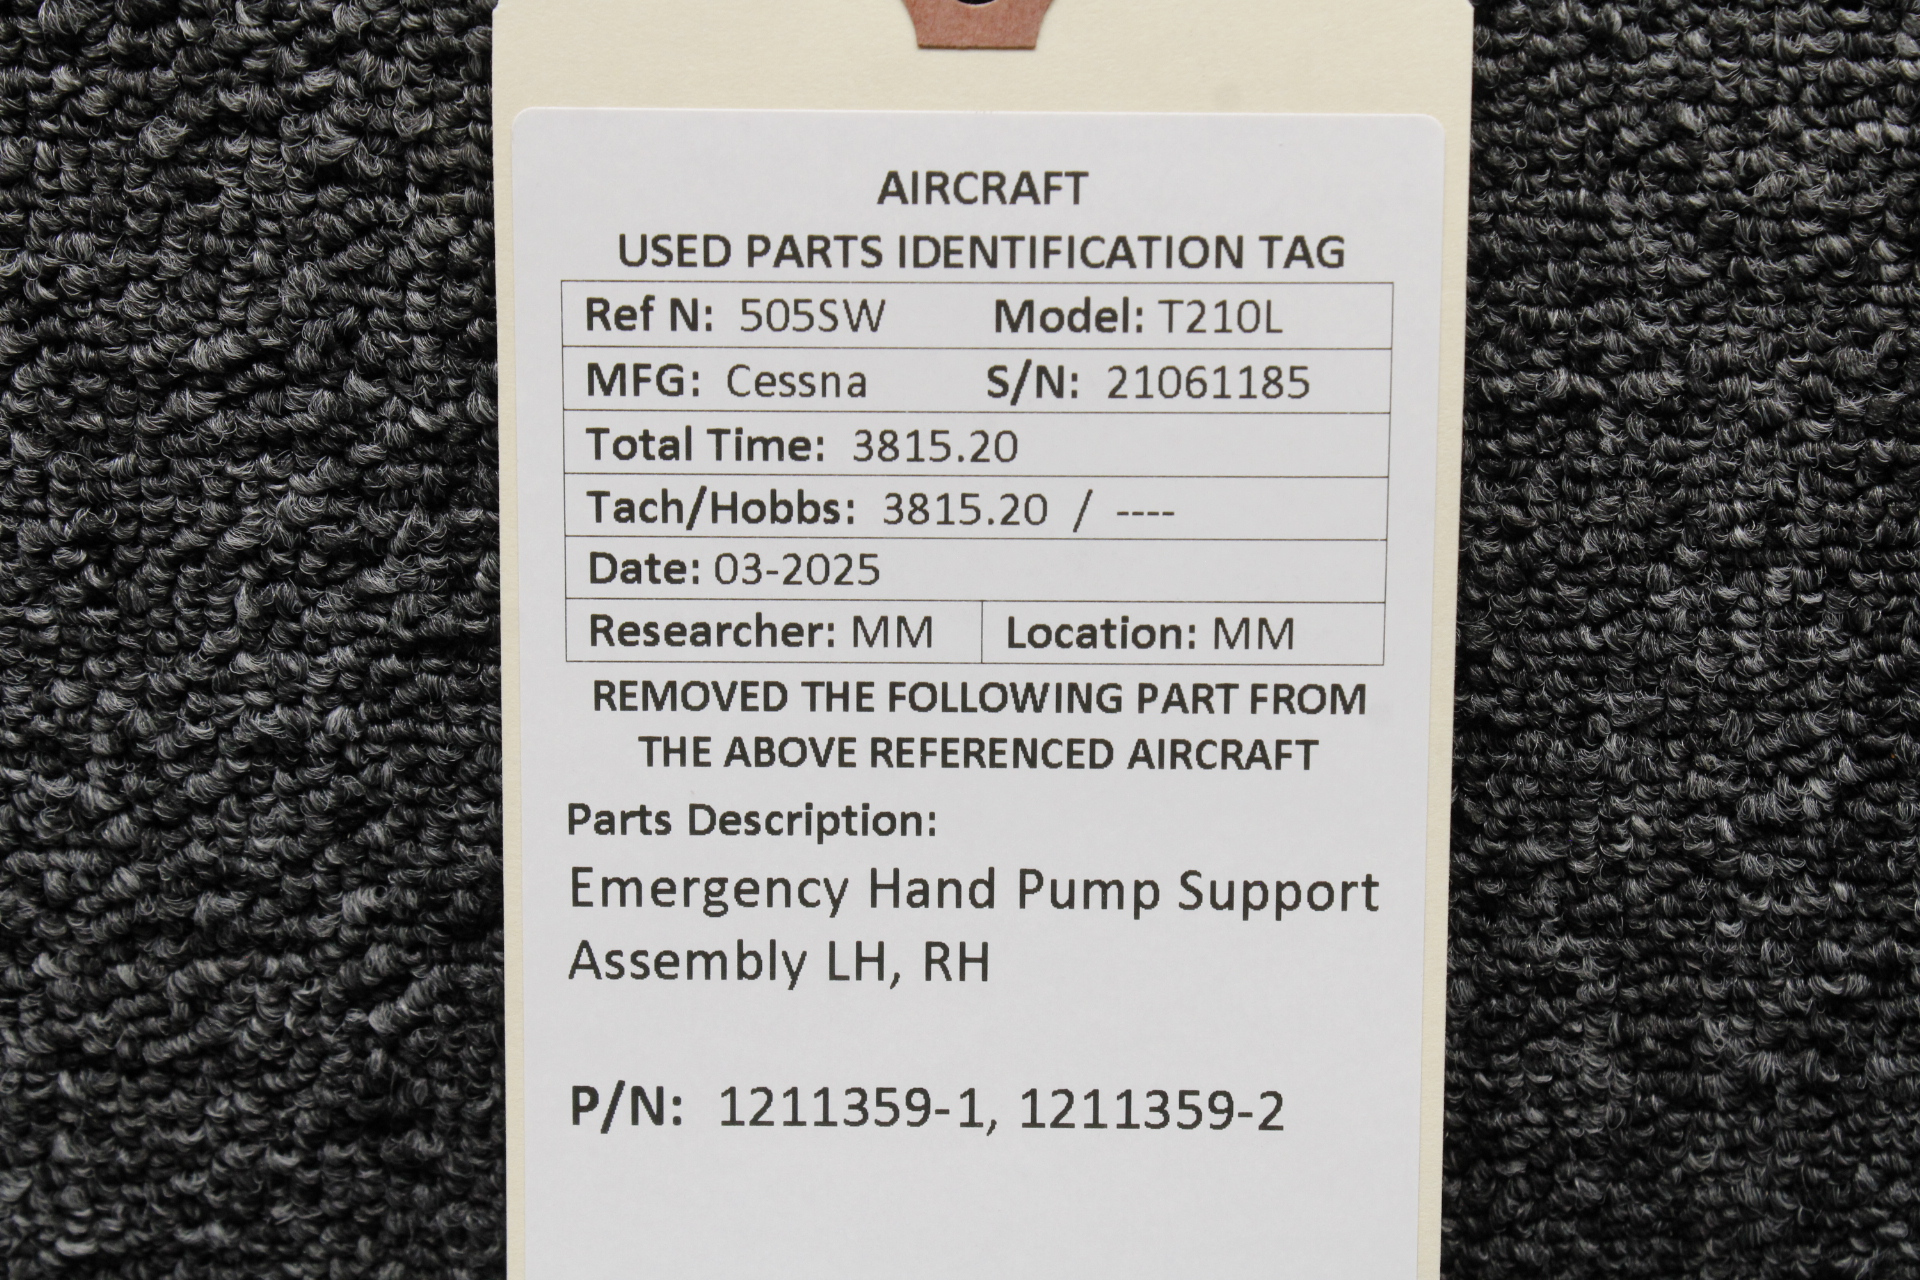 AIRCRAFT
USED PARTS IDENTIFICATION TAG
Ref N: 505SW Model: T210L
MFG: Cessna S/N: 21061185
Total Time: 3815.20
Tach/Hobbs: 3815.20 / ----
Date: 03-2025
Researcher: MM Location: MM
REMOVED THE FOLLOWING PART FROM
THE ABOVE REFERENCED AIRCRAFT
Parts Description:
Emergency Hand Pump Support
Assembly LH, RH
P/N: 1211359-1, 1211359-2